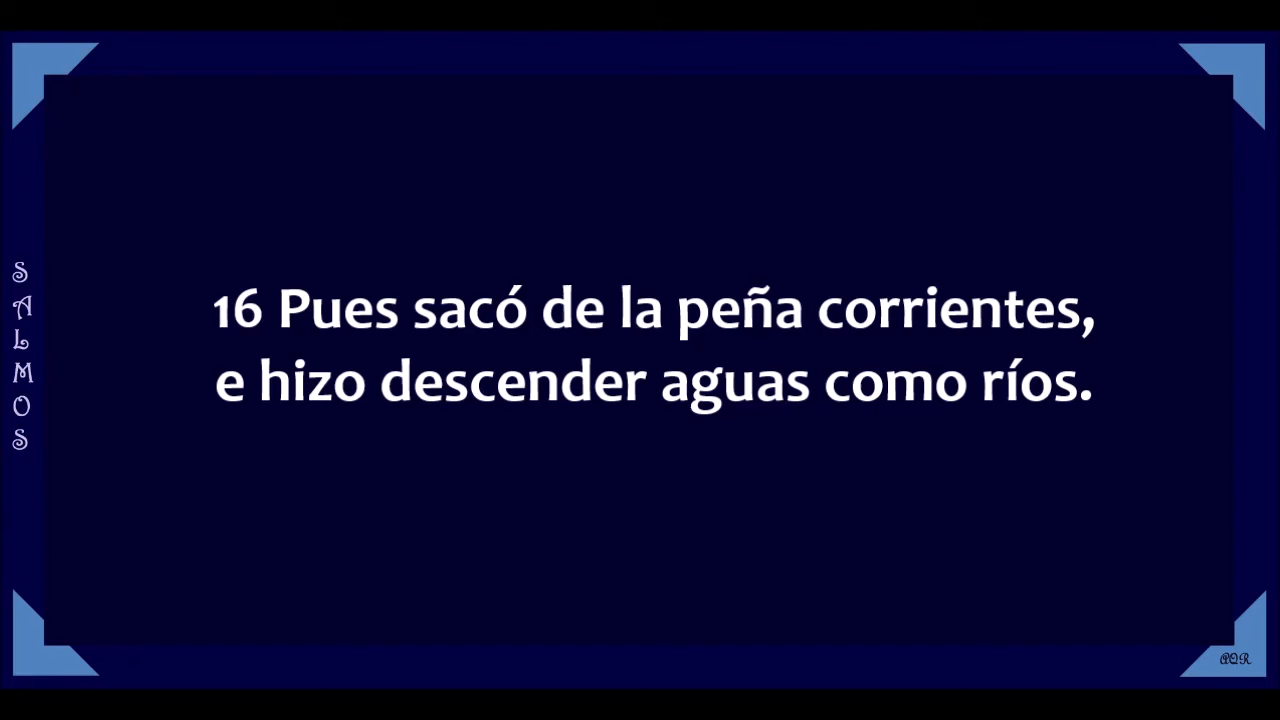 SALMOS
16 Pues sacó de la peña corrientes,
e hizo descender aguas como ríos.